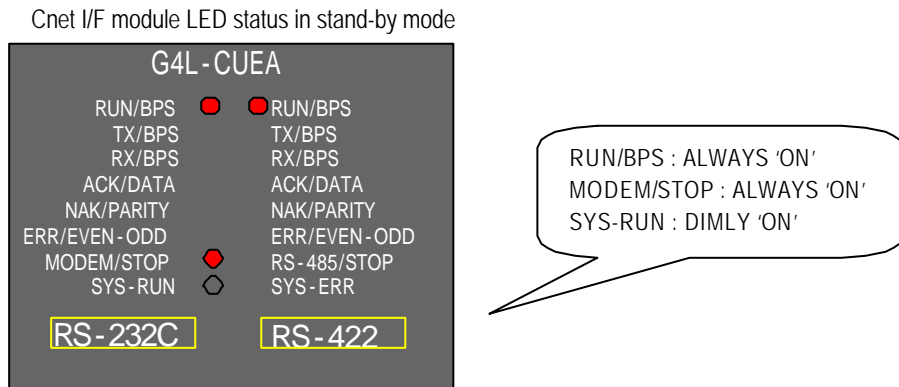 Cnet I/F module LED status in stand-by mode
G4L-CUEA
RUN/BPS RUN/BPS
TX/BPS TX/BPS
RX/BPS RX/BPS
ACK/DATA ACK/DATA
NAK/PARITY NAK/PARITY
ERR/EVEN-ODD ERR/EVEN-ODD
MODEM/STOP RS-485/STOP
SYS-RUN SYS-ERR
RS-232C RS-422
RUN/BPS : ALWAYS ‘ON’
MODEM/STOP : ALWAYS ‘ON’
SYS-RUN : DIMLY ‘ON’